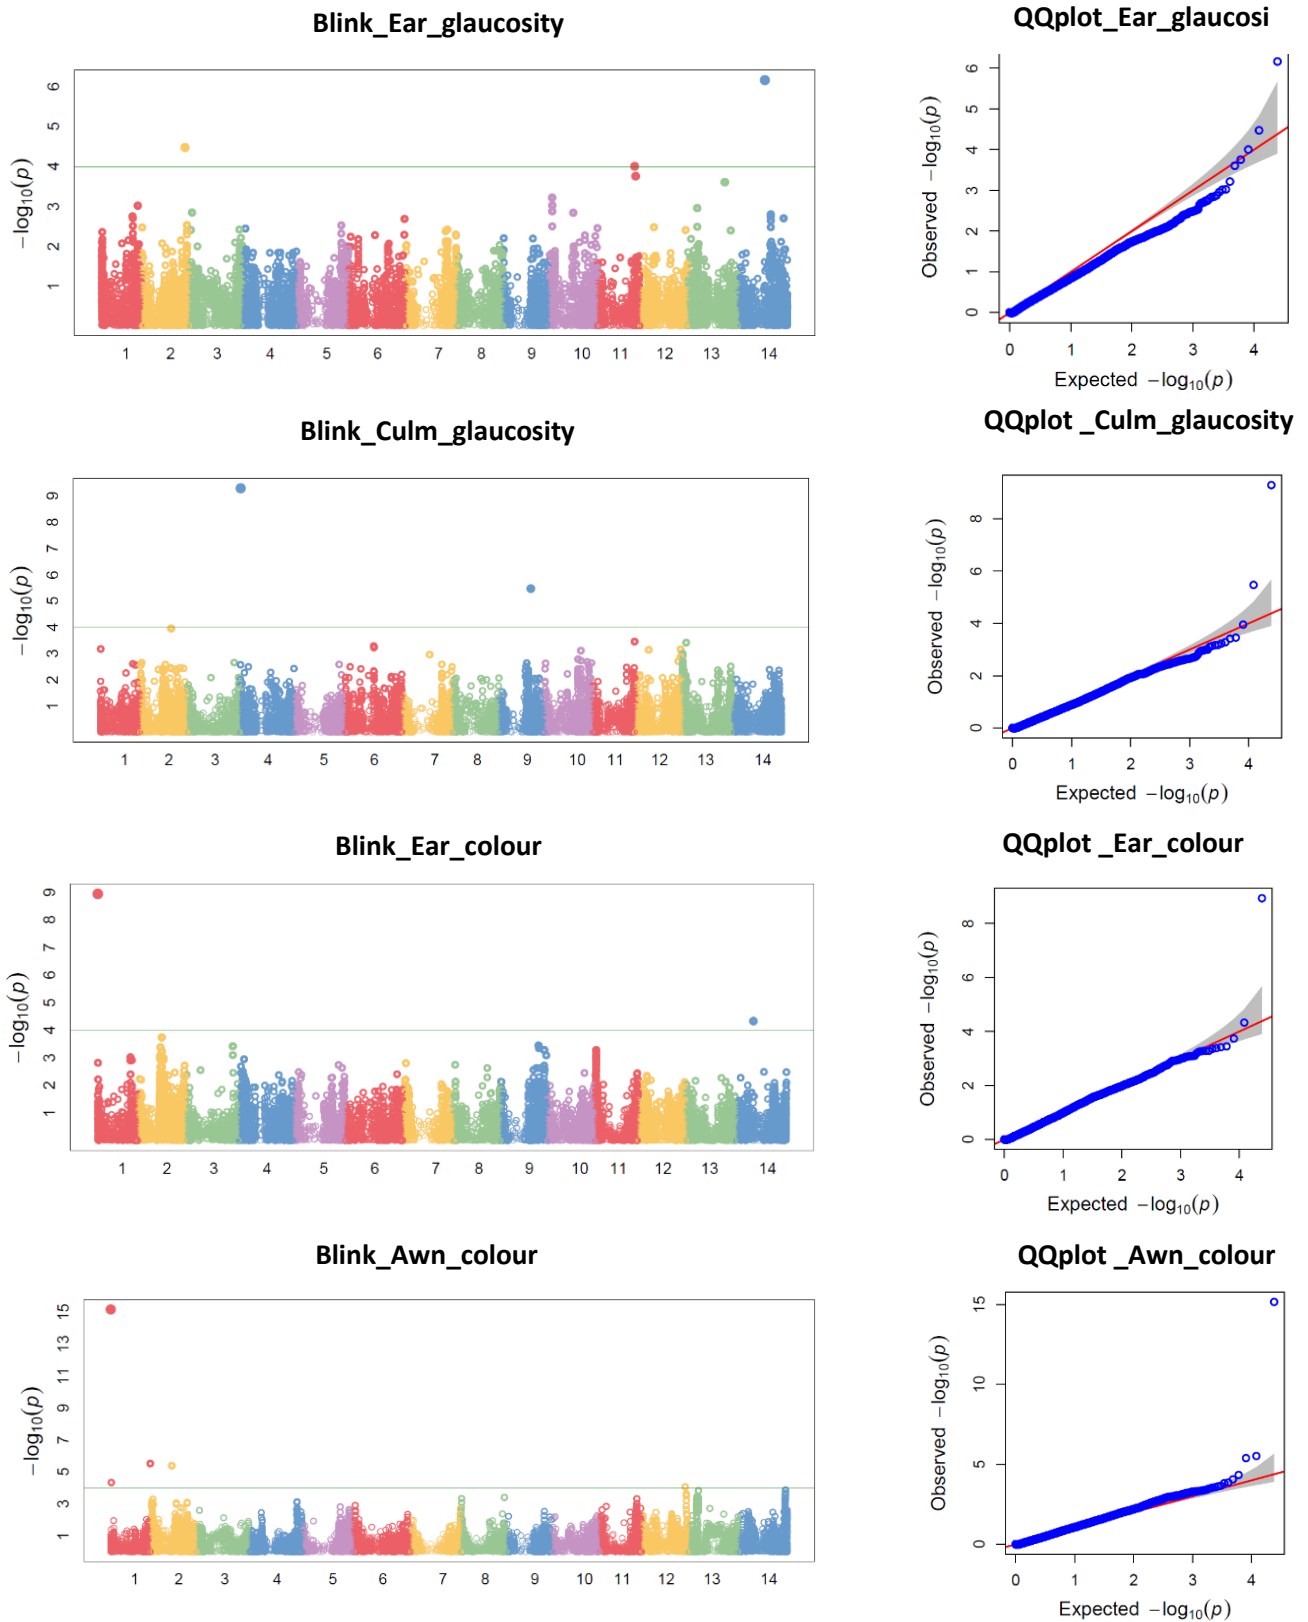 Blink_Ear_glaucosity
QQplot_Ear_glaucosi
−log10(p)
6
5
4
3
2
1
1 2 3 4 5 6 7 8 9 10 11 12 13 14
Observed −log10(p)
6
5
4
3
2
1
0
0 1 2 3 4
Expected −log10(p)
Blink_Culm_glaucosity
QQplot _Culm_glaucosity
−log10(p)
9
8
7
6
5
4
3
2
1
1 2 3 4 5 6 7 8 9 10 11 12 13 14
Observed −log10(p)
8
6
4
2
0
0 1 2 3 4
Expected −log10(p)
Blink_Ear_colour
QQplot _Ear_colour
−log10(p)
9
8
7
6
5
4
3
2
1
1 2 3 4 5 6 7 8 9 10 11 12 13 14
Observed −log10(p)
8
6
4
2
0
0 1 2 3 4
Expected −log10(p)
Blink_Awn_colour
QQplot _Awn_colour
−log10(p)
15
13
11
9
7
5
3
1
1 2 3 4 5 6 7 8 9 10 11 12 13 14
Observed −log10(p)
15
10
5
0
0 1 2 3 4
Expected −log10(p)